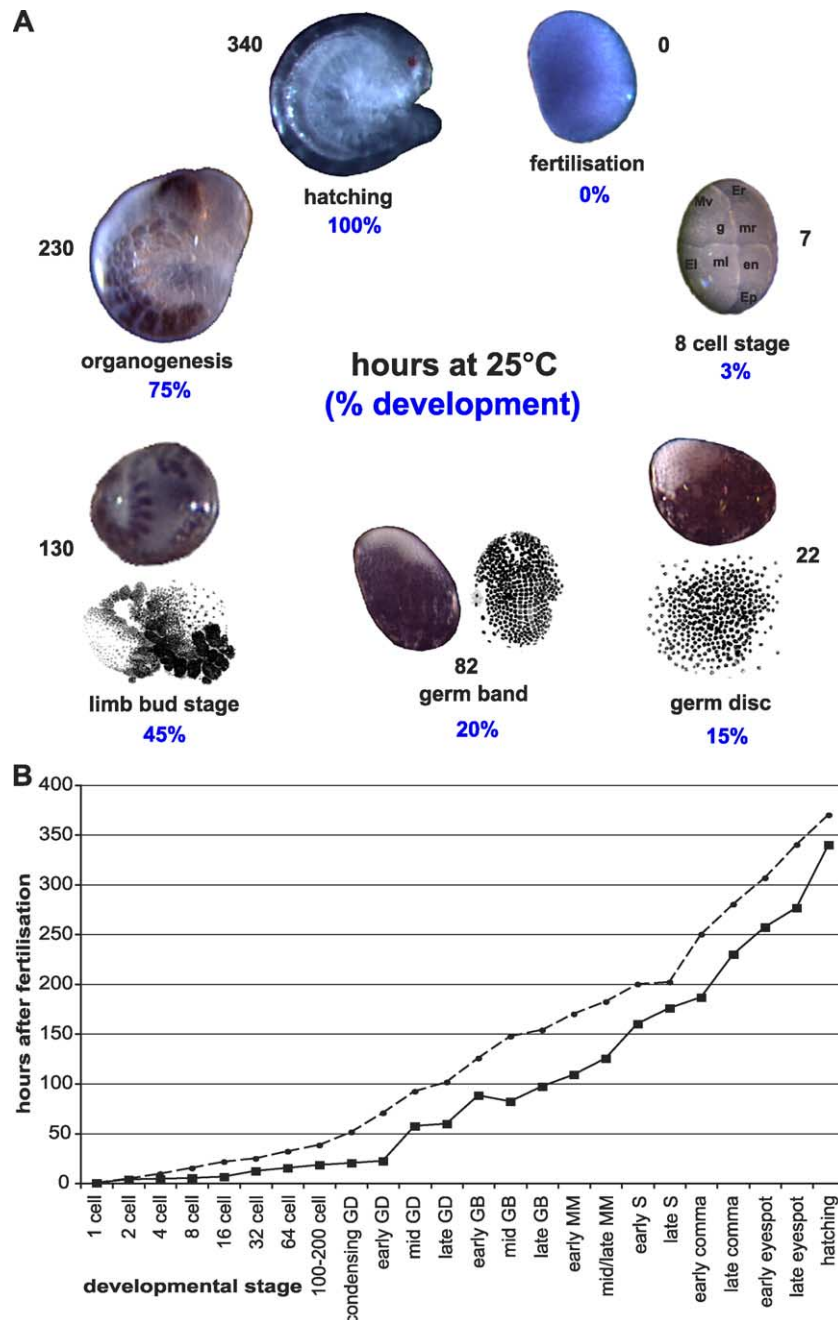 A
340
hatching
100%
0
fertilisation
0%
230
organogenesis
75%
Mv
Er
g
mr
El
ml
en
Ep
7
8 cell stage
3%
hours at 25°C
(% development)
130
limb bud stage
45%
82
germ band
20%
22
germ disc
15%
B
hours after fertilisation
400
350
300
250
200
150
100
50
0
1 cell
2 cell
4 cell
8 cell
16 cell
32 cell
64 cell
100-200 cell
condensing GD
early GD
mid GD
late GD
early GB
mid GB
late GB
early MM
mid/late MM
early S
late S
early comma
late comma
early eyespot
late eyespot
hatching
developmental stage